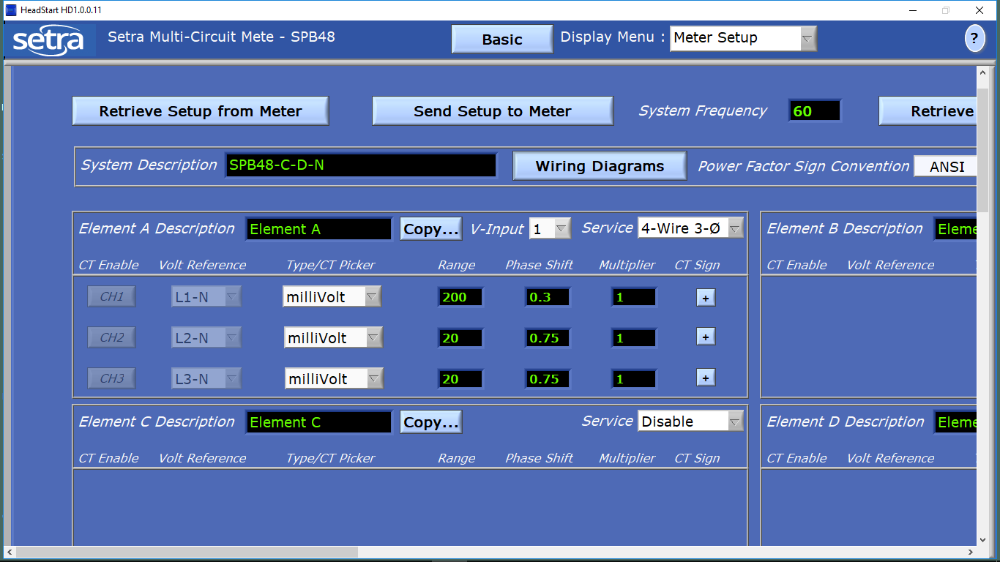 HeadStart HD1.0.0.11
setra Setra Multi-Circuit Mete - SPB48 Basic Display Menu : Meter Setup ?
Retrieve Setup from Meter Send Setup to Meter System Frequency 60 Retrieve
System Description SPB48-C-D-N Wiring Diagrams Power Factor Sign Convention ANSI
Element A Description Element A Copy... V-Input 1 Service 4-Wire 3-Ø Element B Description Eleme
CT Enable Volt Reference Type/CT Picker Range Phase Shift Multiplier CT Sign CT Enable Volt Reference
CH1 L1-N milliVolt 200 0.3 1 +
CH2 L2-N milliVolt 20 0.75 1 +
CH3 L3-N milliVolt 20 0.75 1 +
Element C Description Element C Copy... Service Disable Element D Description Eleme
CT Enable Volt Reference Type/CT Picker Range Phase Shift Multiplier CT Sign CT Enable Volt Reference